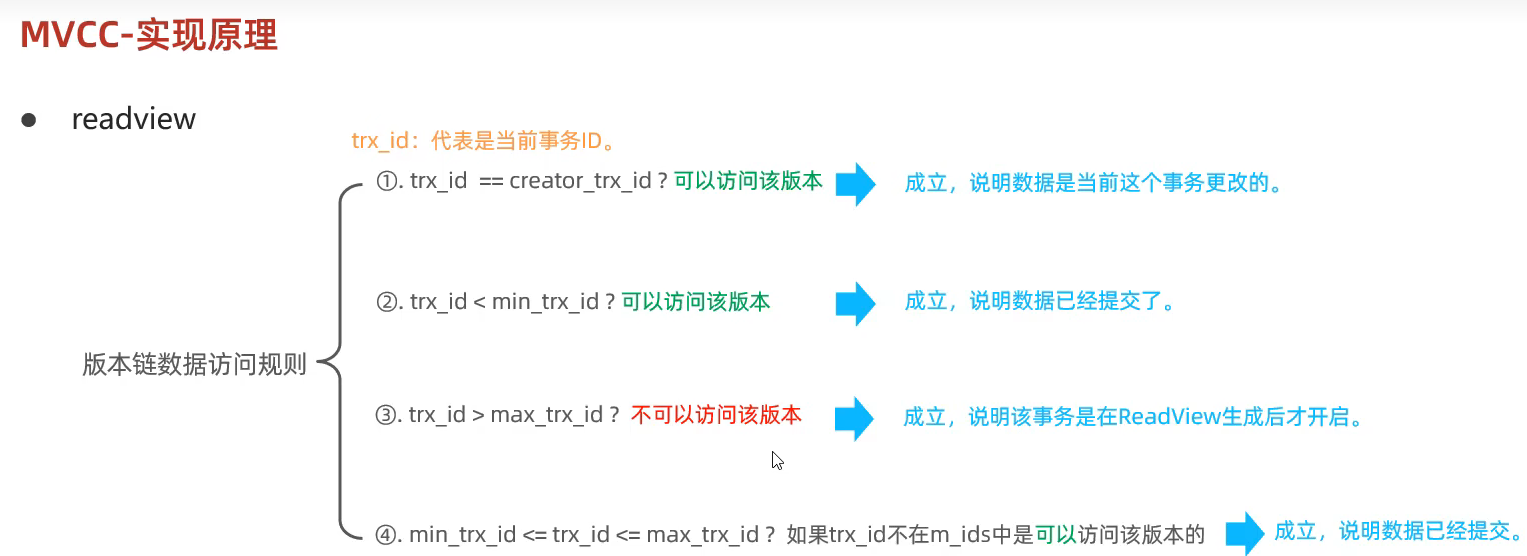 MVCC-实现原理
● readview
trx_id：代表是当前事务ID。
①. trx_id == creator_trx_id ? 可以访问该版本 成立，说明数据是当前这个事务更改的。
②. trx_id < min_trx_id ? 可以访问该版本 成立，说明数据已经提交了。
版本链数据访问规则
③. trx_id > max_trx_id ? 不可以访问该版本 成立，说明该事务是在ReadView生成后才开启。
④. min_trx_id <= trx_id <= max_trx_id ? 如果trx_id不在m_ids中是可以访问该版本的 成立，说明数据已经提交。